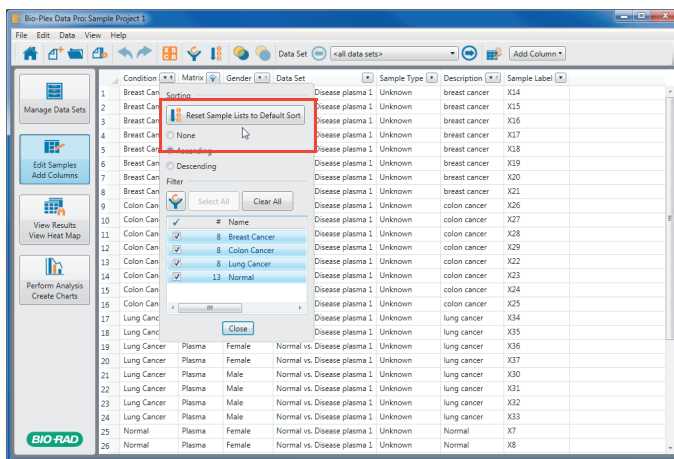 Bio-Plex Data Pro: Sample Project 1
File Edit Data View Help
Data Set <all data sets> Add Column
Condition Matrix Gender Data Set Sample Type Description Sample Label
Manage Data Sets
Edit Samples
Add Columns
View Results
View Heat Map
Perform Analysis
Create Charts
BIO-RAD
Sorting
Reset Sample Lists to Default Sort
None
Ascending
Descending
Filter
Select All Clear All
# Name
8 Breast Cancer
8 Colon Cancer
8 Lung Cancer
13 Normal
Close
1 Breast Can Disease plasma 1 Unknown breast cancer X14
2 Breast Can Disease plasma 1 Unknown breast cancer X15
3 Breast Can Disease plasma 1 Unknown breast cancer X16
4 Breast Can Disease plasma 1 Unknown breast cancer X17
5 Breast Can Disease plasma 1 Unknown breast cancer X18
6 Breast Can Disease plasma 1 Unknown breast cancer X19
7 Breast Can Disease plasma 1 Unknown breast cancer X20
8 Breast Can Disease plasma 1 Unknown breast cancer X21
9 Colon Can Disease plasma 1 Unknown colon cancer X26
10 Colon Can Disease plasma 1 Unknown colon cancer X27
11 Colon Can Disease plasma 1 Unknown colon cancer X28
12 Colon Can Disease plasma 1 Unknown colon cancer X29
13 Colon Can Disease plasma 1 Unknown colon cancer X22
14 Colon Can Disease plasma 1 Unknown colon cancer X23
15 Colon Can Disease plasma 1 Unknown colon cancer X24
16 Colon Can Disease plasma 1 Unknown colon cancer X25
17 Lung Canc Disease plasma 1 Unknown lung cancer X34
18 Lung Canc Disease plasma 1 Unknown lung cancer X35
19 Lung Cancer Plasma Female Normal vs. Disease plasma 1 Unknown lung cancer X36
20 Lung Cancer Plasma Female Normal vs. Disease plasma 1 Unknown lung cancer X37
21 Lung Cancer Plasma Male Normal vs. Disease plasma 1 Unknown lung cancer X30
22 Lung Cancer Plasma Male Normal vs. Disease plasma 1 Unknown lung cancer X31
23 Lung Cancer Plasma Male Normal vs. Disease plasma 1 Unknown lung cancer X32
24 Lung Cancer Plasma Male Normal vs. Disease plasma 1 Unknown lung cancer X33
25 Normal Plasma Female Normal vs. Disease plasma 1 Unknown Normal X7
26 Normal Plasma Female Normal vs. Disease plasma 1 Unknown Normal X8